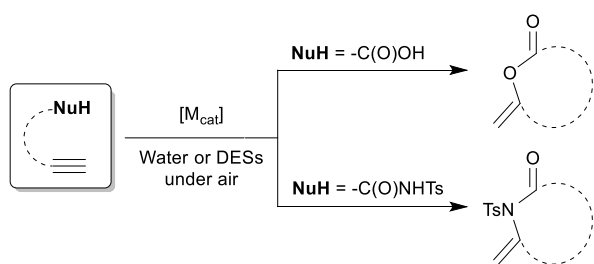 NuH
[Mcat]
Water or DESs
under air
NuH = -C(O)OH
O
O
NuH = -C(O)NHTs
O
TsN